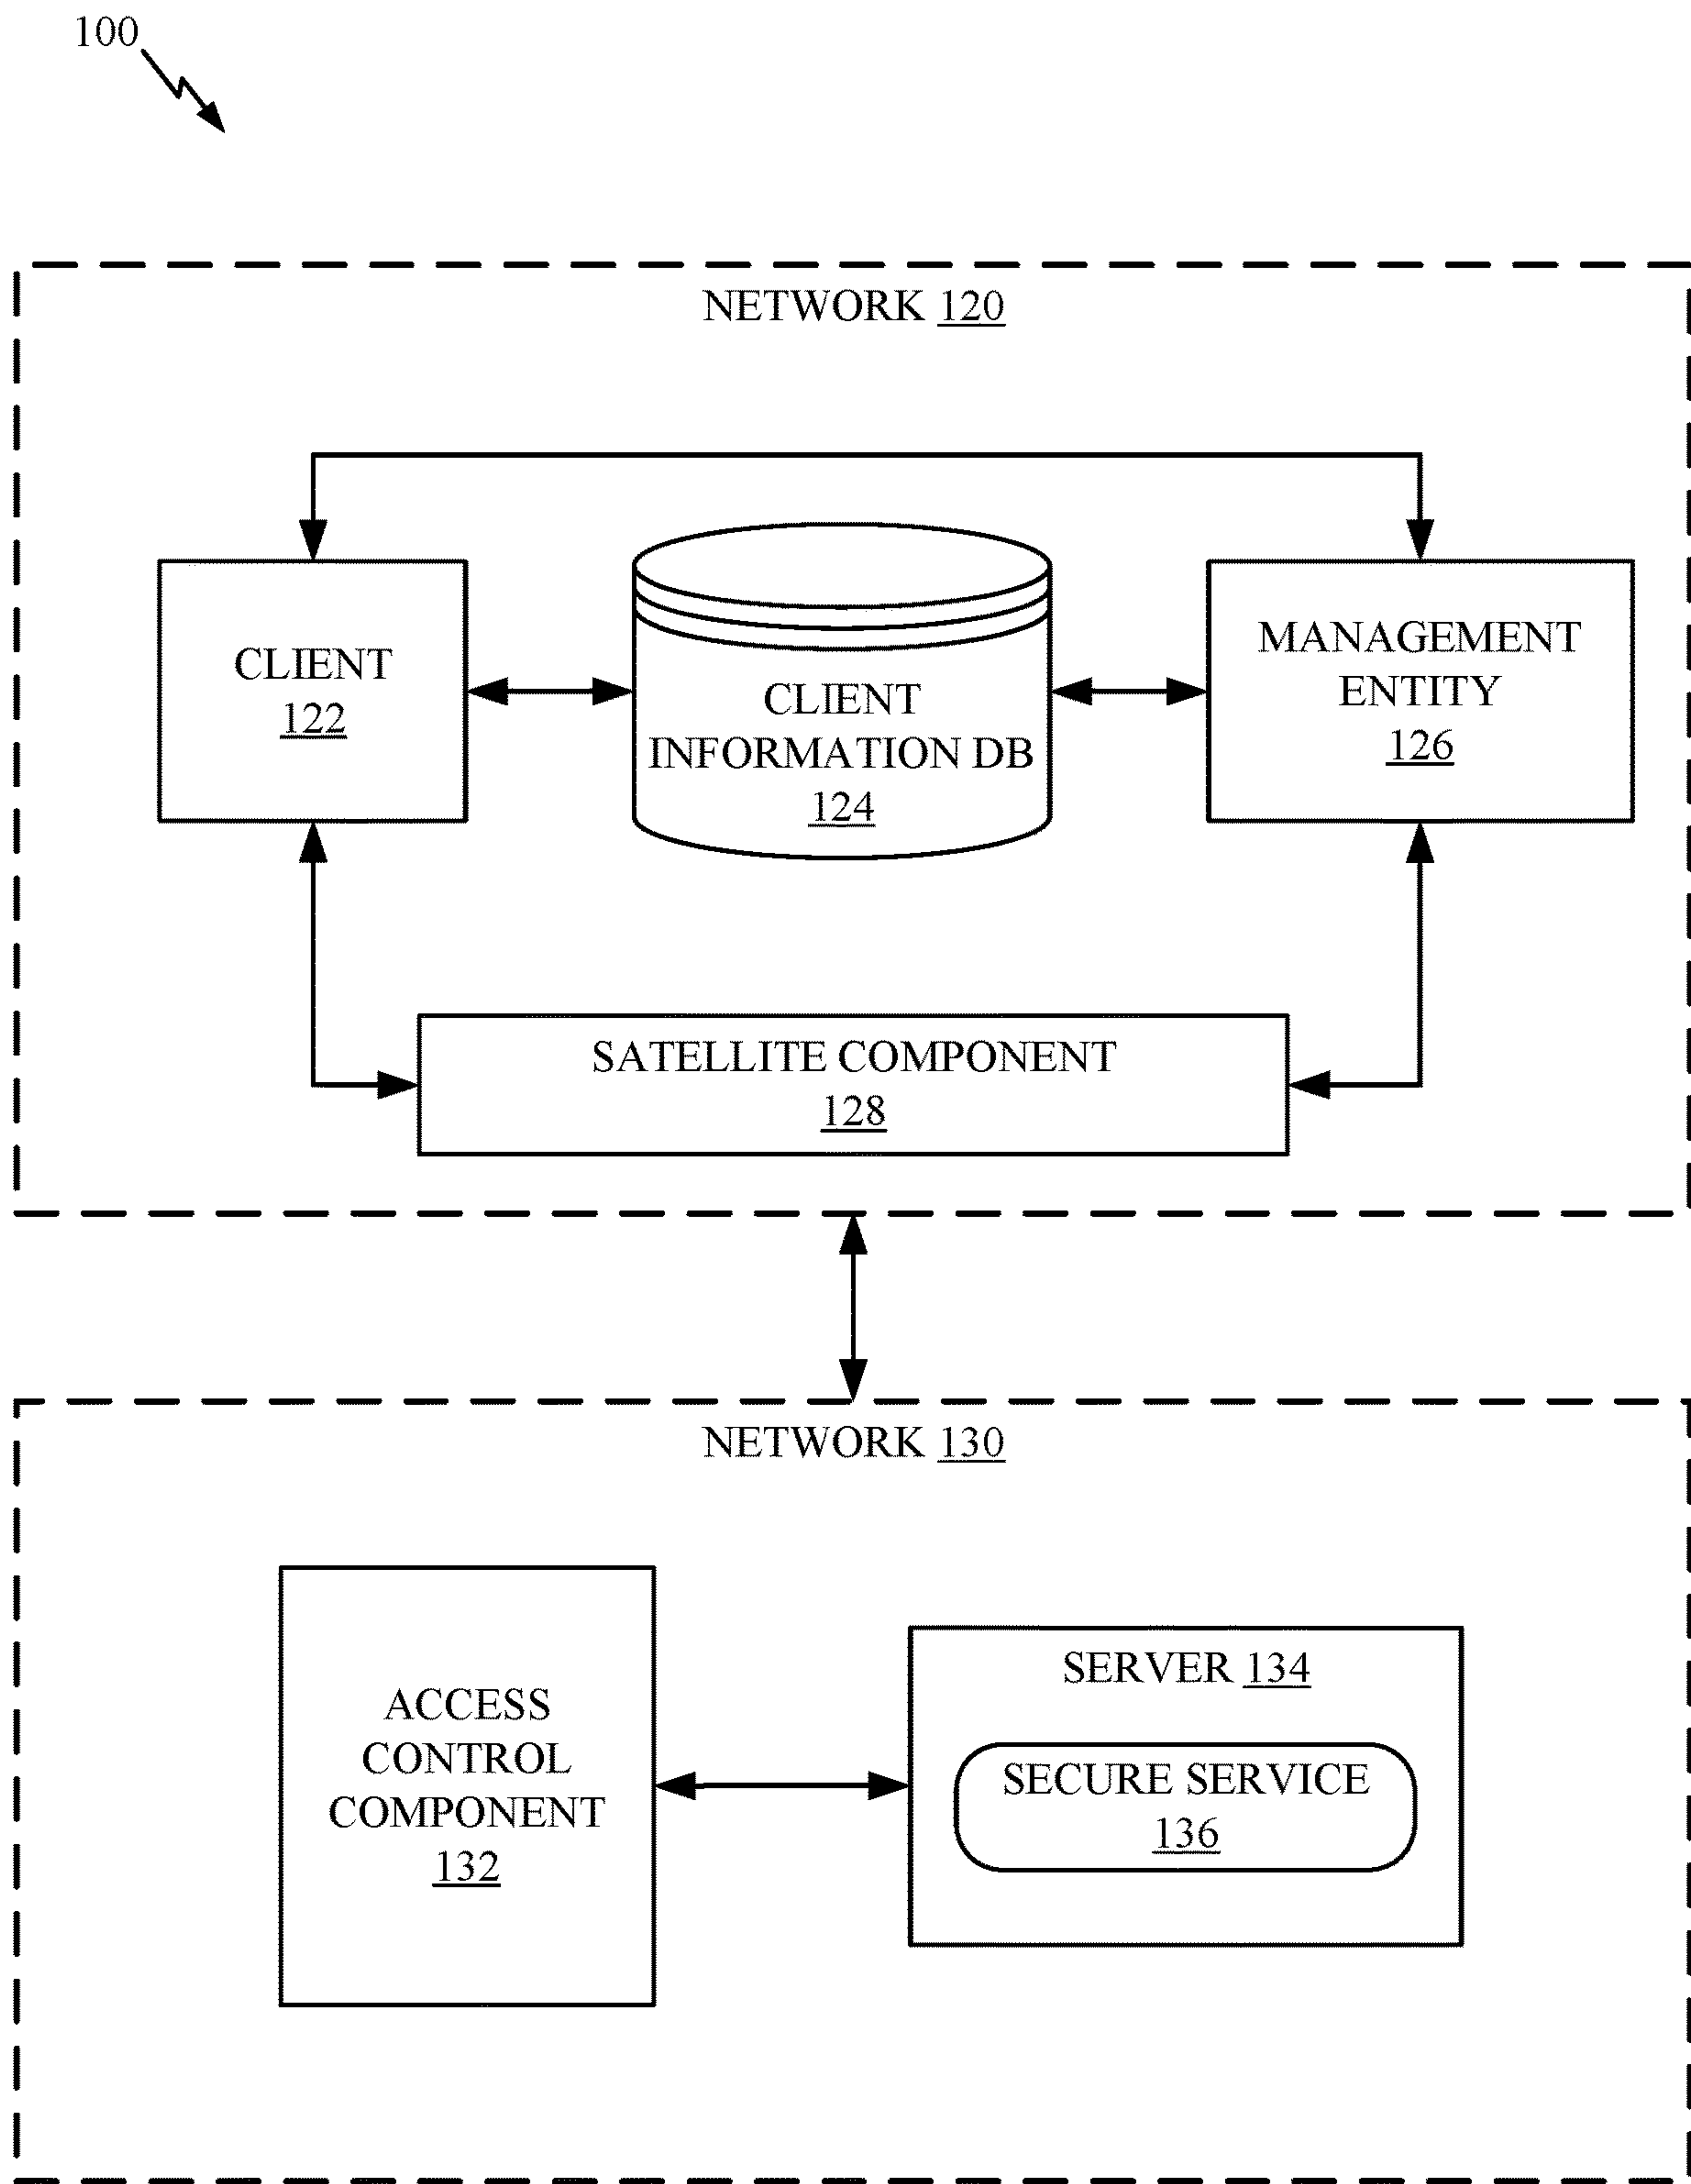 100
NETWORK 120
CLIENT
122
CLIENT
INFORMATION DB
124
MANAGEMENT
ENTITY
126
SATELLITE COMPONENT
128
NETWORK 130
ACCESS
CONTROL
COMPONENT
132
SERVER 134
SECURE SERVICE
136